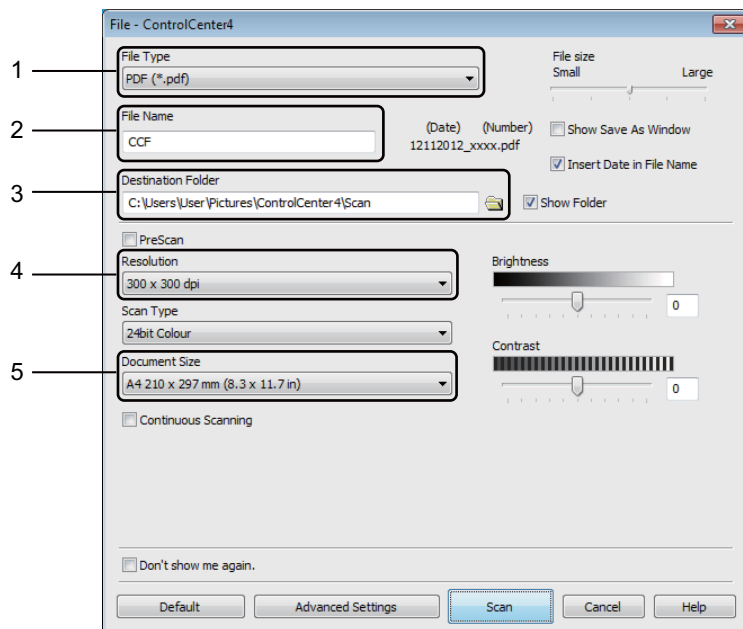 File - ControlCenter4
1
File Type
PDF (*.pdf)
File size
Small Large
2
File Name
CCF
(Date) (Number)
12112012_xxxx.pdf
Show Save As Window
Insert Date in File Name
3
Destination Folder
C:\Users\User\Pictures\ControlCenter4\Scan
Show Folder
PreScan
4
Resolution
300 x 300 dpi
Brightness
0
Scan Type
24bit Colour
Contrast
0
5
Document Size
A4 210 x 297 mm (8.3 x 11.7 in)
Continuous Scanning
Don't show me again.
Default Advanced Settings Scan Cancel Help